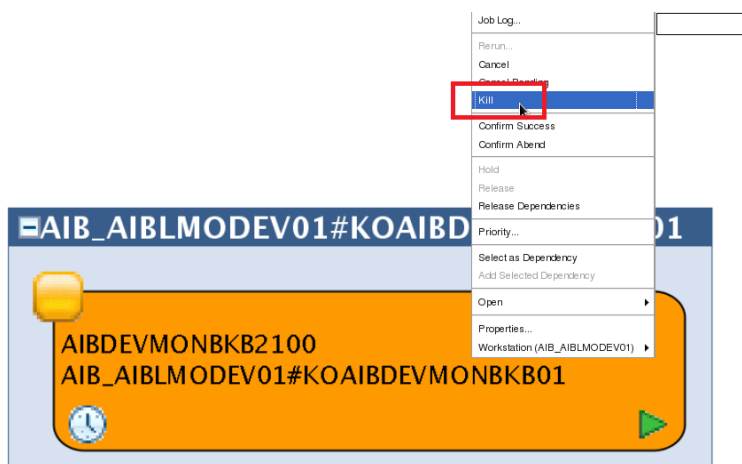 Job Log...
Rerun...
Cancel
Cancel Pending
Kill
Confirm Success
Confirm Abend
Hold
Release
Release Dependencies
Priority...
Select as Dependency
Add Selected Dependency
Open
Properties...
Workstation (AIB_AIBLMODEV01)
AIB_AIBLMODEV01#KOAIBD 01
AIBDEVMONBKB2100
AIB_AIBLMODEV01#KOAIBDEVMONBKB01